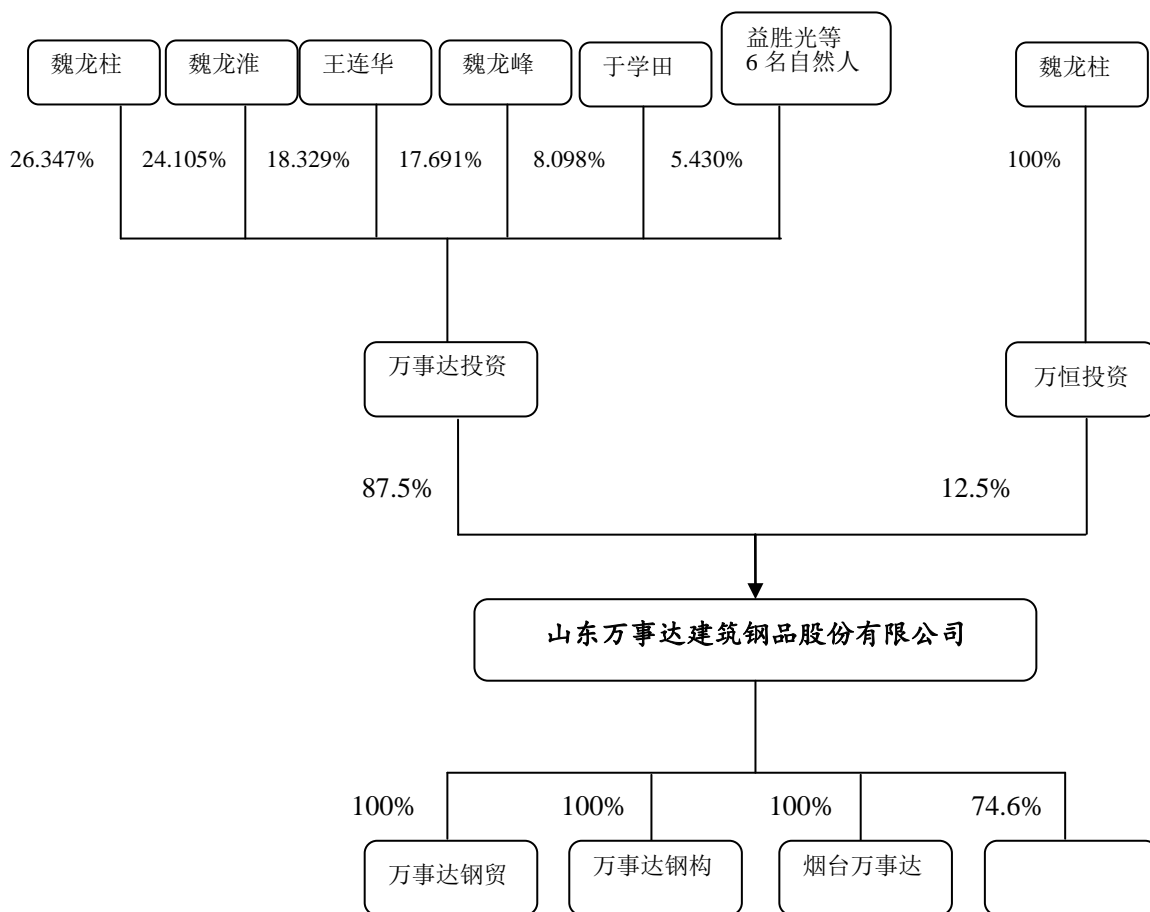 魏龙柱
魏龙淮
王连华
魏龙峰
于学田
益胜光等
6 名自然人
魏龙柱
26.347%
24.105%
18.329%
17.691%
8.098%
5.430%
100%
万事达投资
万恒投资
87.5%
12.5%
山东万事达建筑钢品股份有限公司
100%
100%
100%
74.6%
万事达钢贸
万事达钢构
烟台万事达